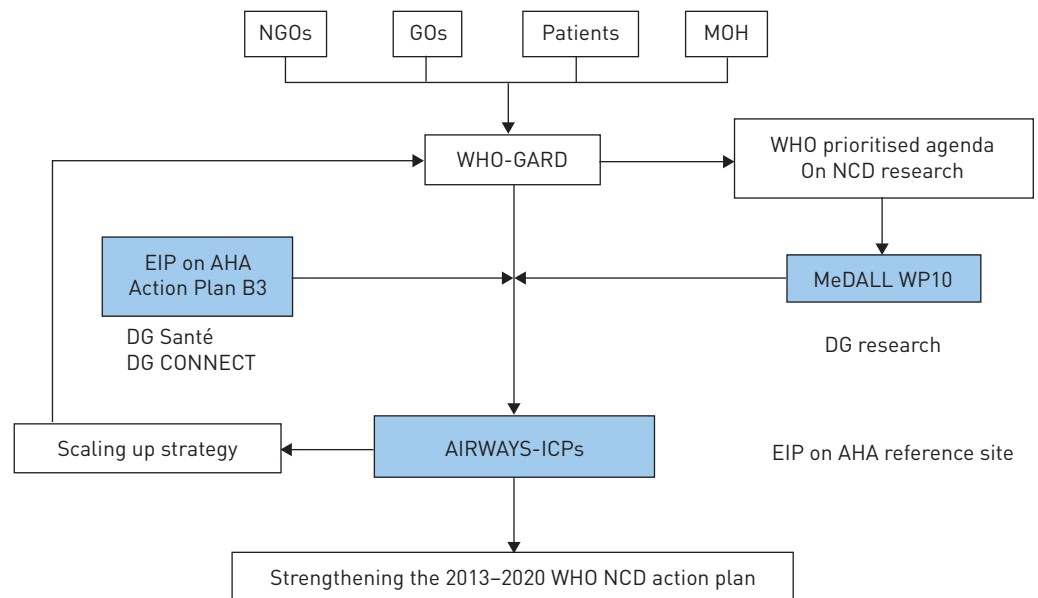 NGOs
GOs
Patients
MOH
WHO-GARD
WHO prioritised agenda
On NCD research
EIP on AHA
Action Plan B3
MeDALL WP10
DG Santé
DG CONNECT
DG research
Scaling up strategy
AIRWAYS-ICPs
EIP on AHA reference site
Strengthening the 2013–2020 WHO NCD action plan